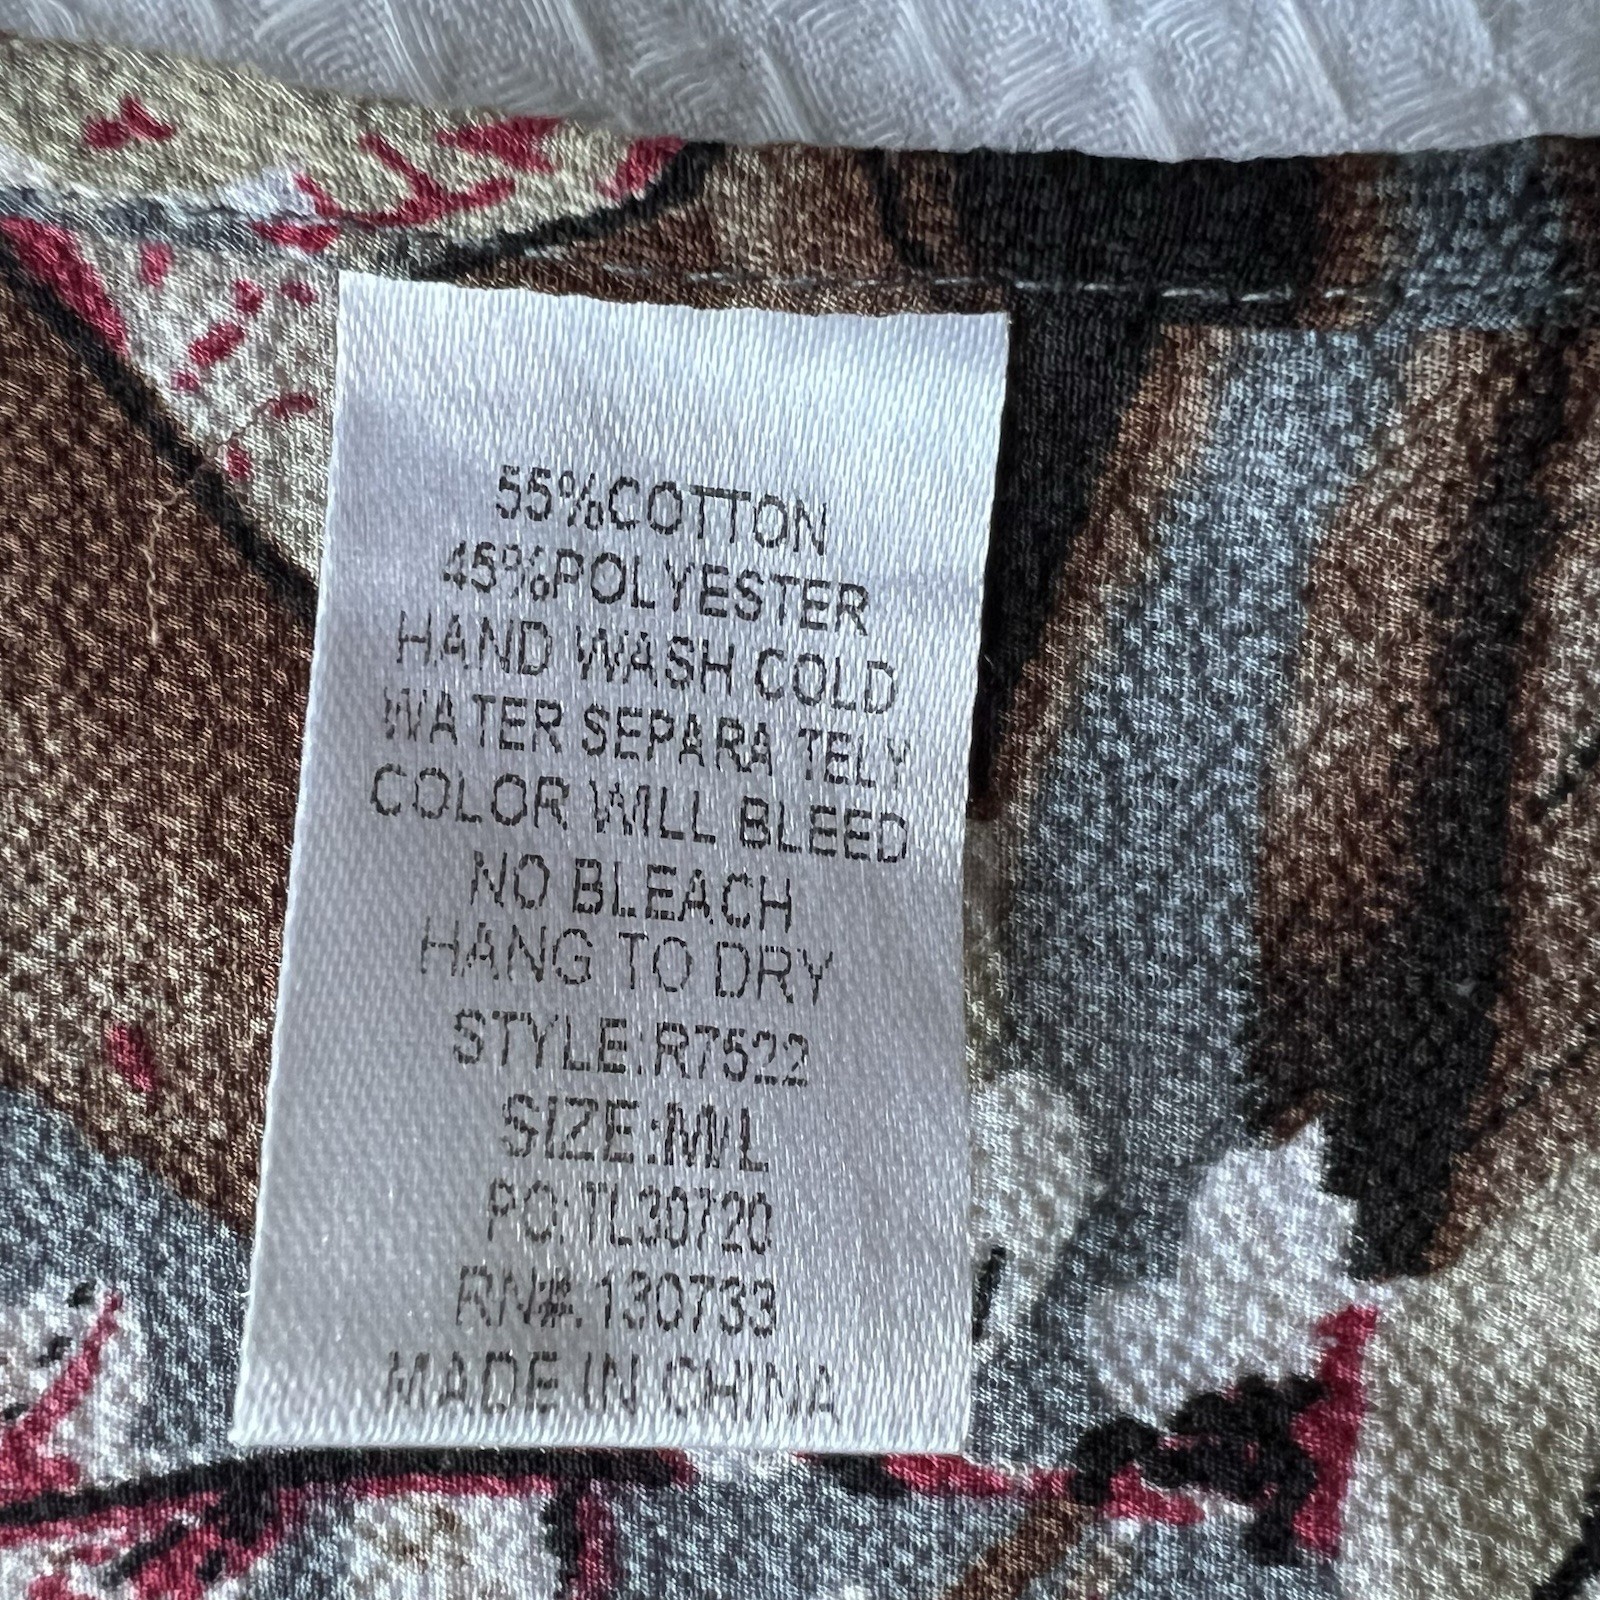 55%COTTON
45%POLYESTER
HAND WASH COLD
WATER SEPARA TELY
COLOR WILL BLEED
NO BLEACH
HANG TO DRY
STYLE:R7522
SIZE:M/L
PO:TL30720
RN#:130733
MADE IN CHINA